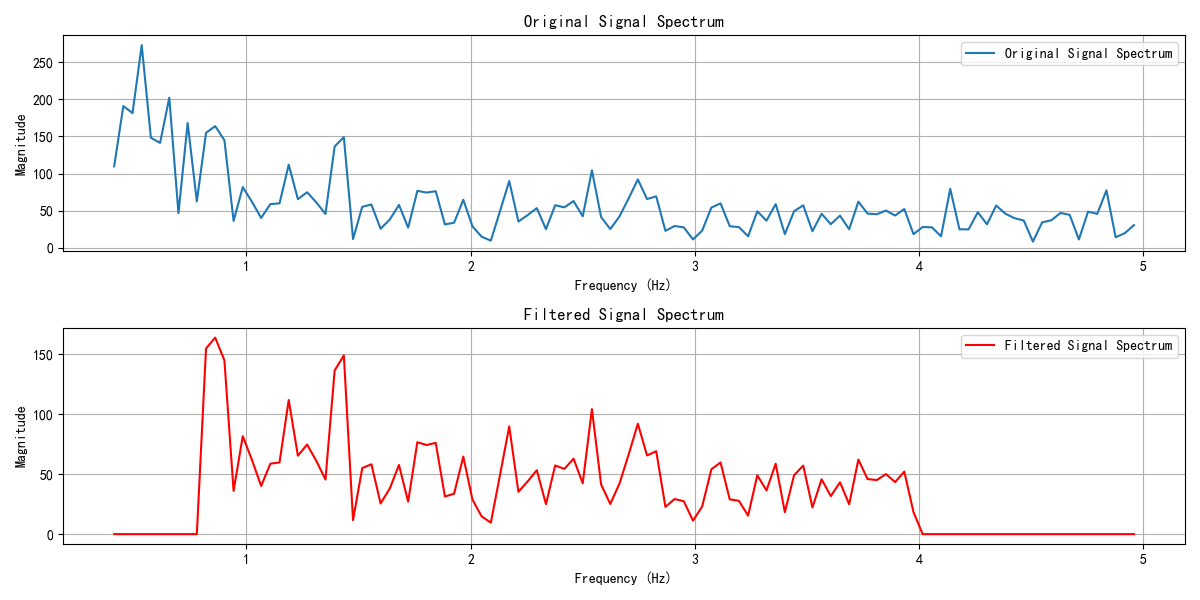 Original Signal Spectrum
Original Signal Spectrum
Magnitude
250
200
150
100
50
0
1
2
3
4
5
Frequency (Hz)
Filtered Signal Spectrum
Filtered Signal Spectrum
Magnitude
150
100
50
0
1
2
3
4
5
Frequency (Hz)